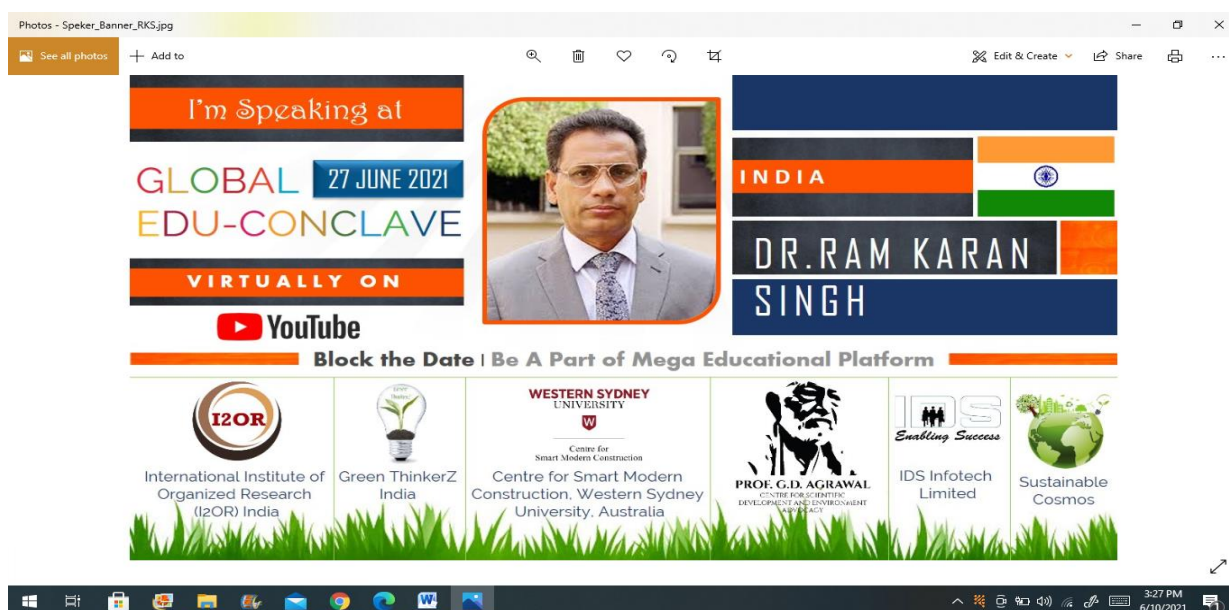 Photos - Speker_Banner_RKS.jpg
See all photos
Add to
Edit & Create
Share
I'm Speaking at
GLOBAL
27 JUNE 2021
EDU-CONCLAVE
VIRTUALLY ON
YouTube
INDIA
DR.RAM KARAN
SINGH
Block the Date | Be A Part of Mega Educational Platform
I2OR
International Institute of
Organized Research
(I2OR) India
Green ThinkerZ
India
WESTERN SYDNEY
UNIVERSITY
W
Centre for
Smart Modern Construction
Centre for Smart Modern
Construction, Western Sydney
University, Australia
PROF. G.D. AGRAWAL
CENTRE FOR SCIENTIFIC
DEVELOPMENT AND ENVIRONMENT
ADVOCACY
IDS
Enabling Success
IDS Infotech
Limited
Sustainable
Cosmos
3:27 PM
6/10/2021